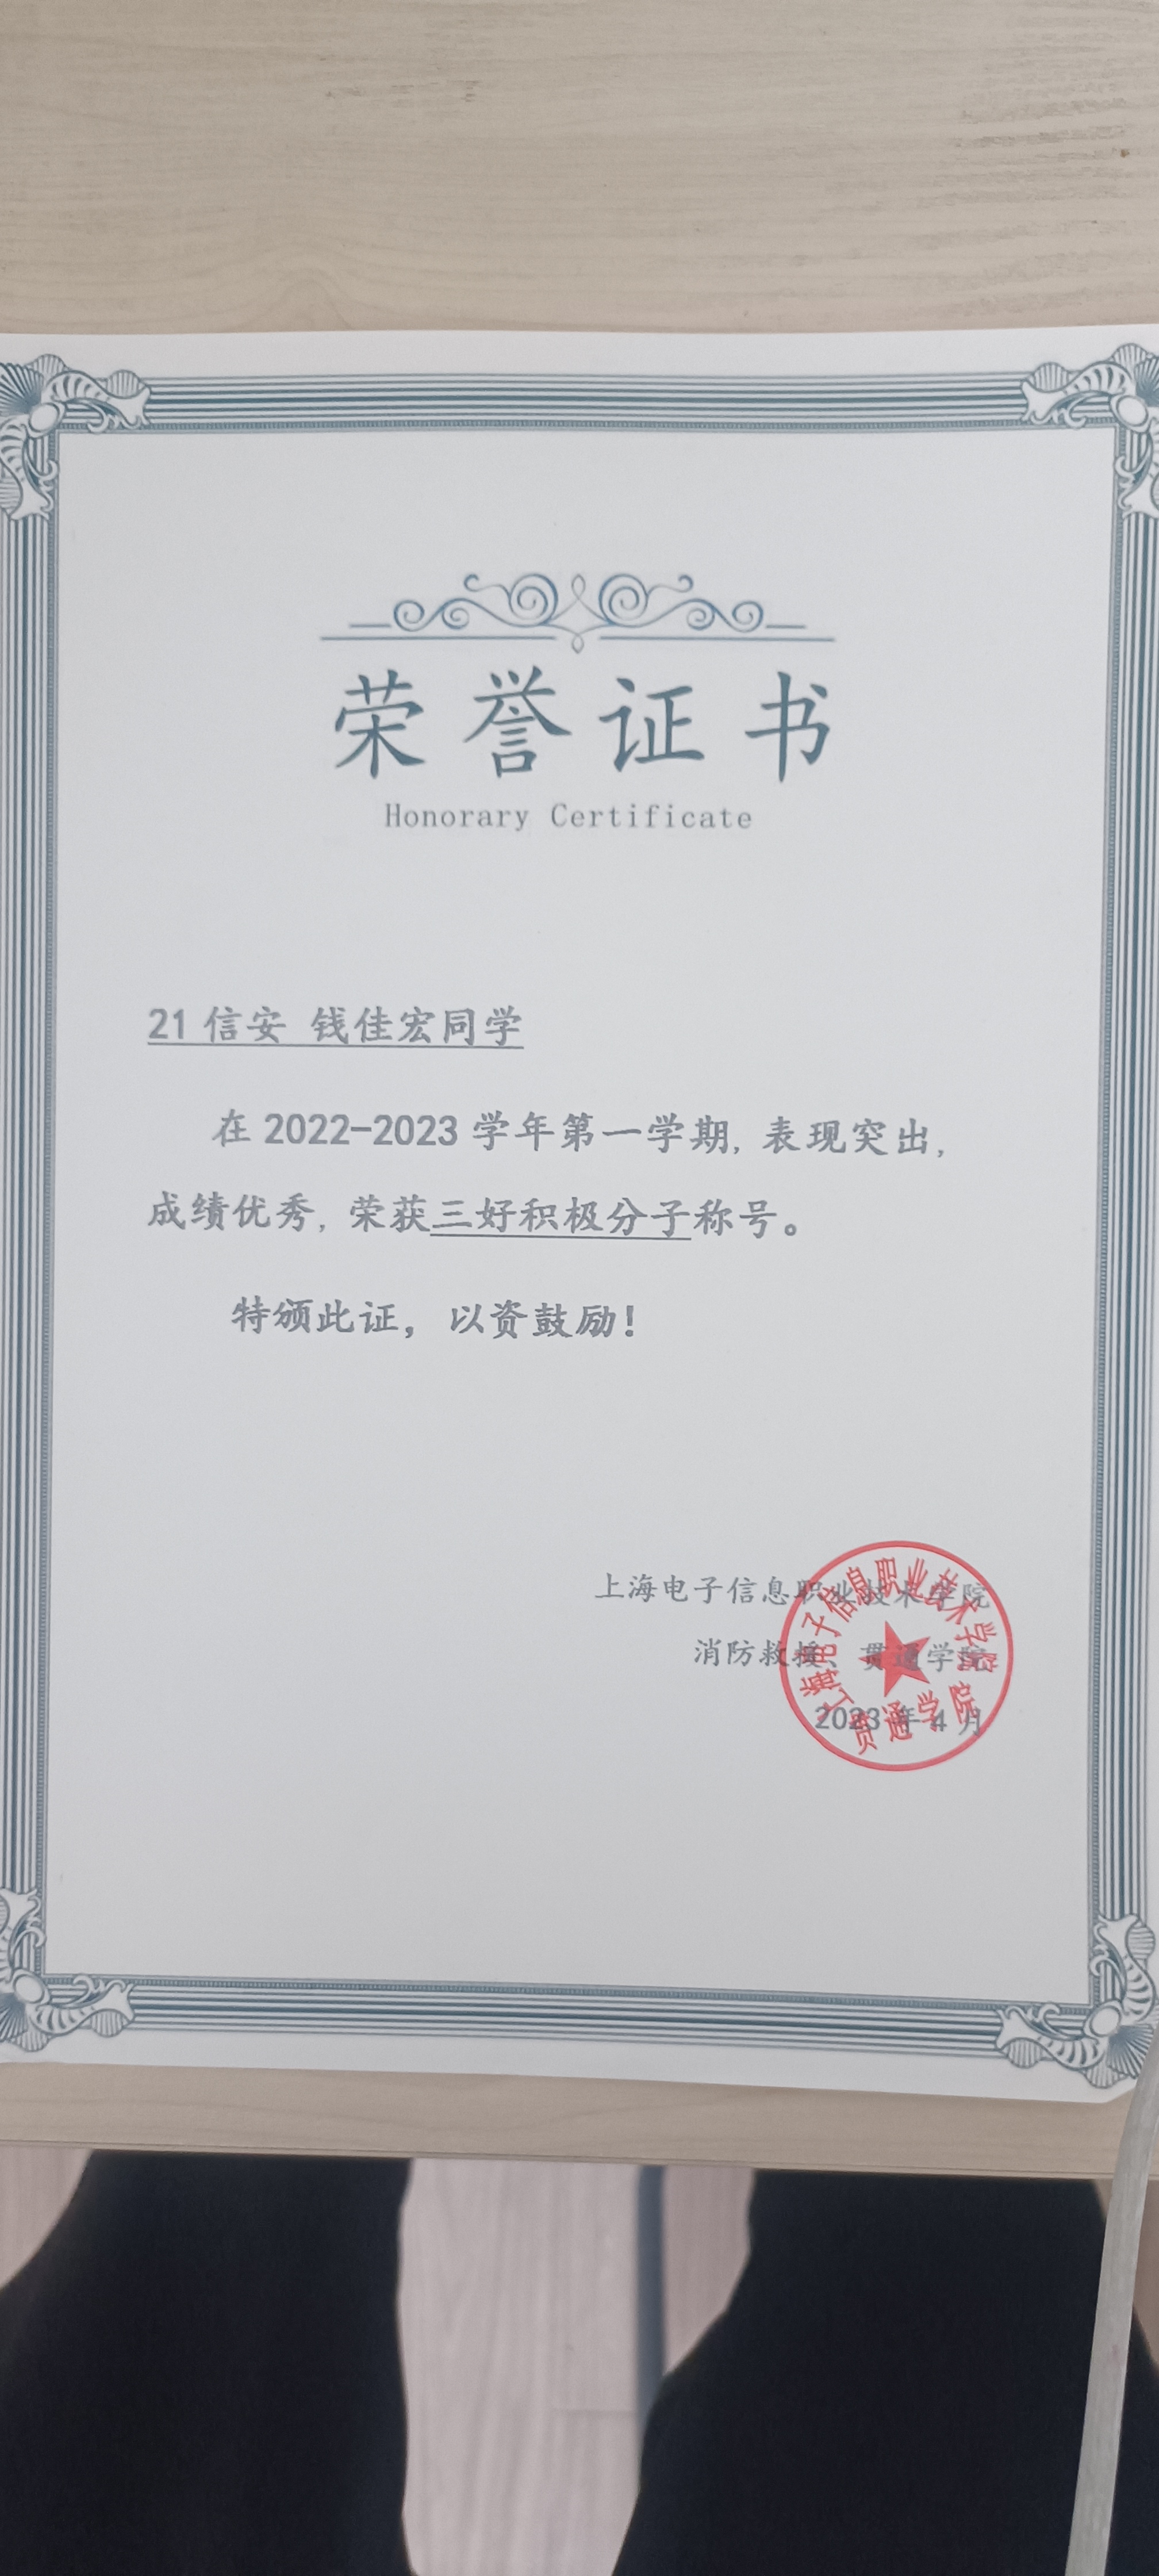 荣誉证书
Honorary Certificate
21 信安 钱佳宏同学
在 2022-2023 学年第一学期, 表现突出,
成绩优秀, 荣获三好积极分子称号。
特颁此证，以资鼓励！
上海电子信息职业技术学院
消防救援、贯通学院
2023 年 4 月
上海电子信息职业技术学院
贯通学院